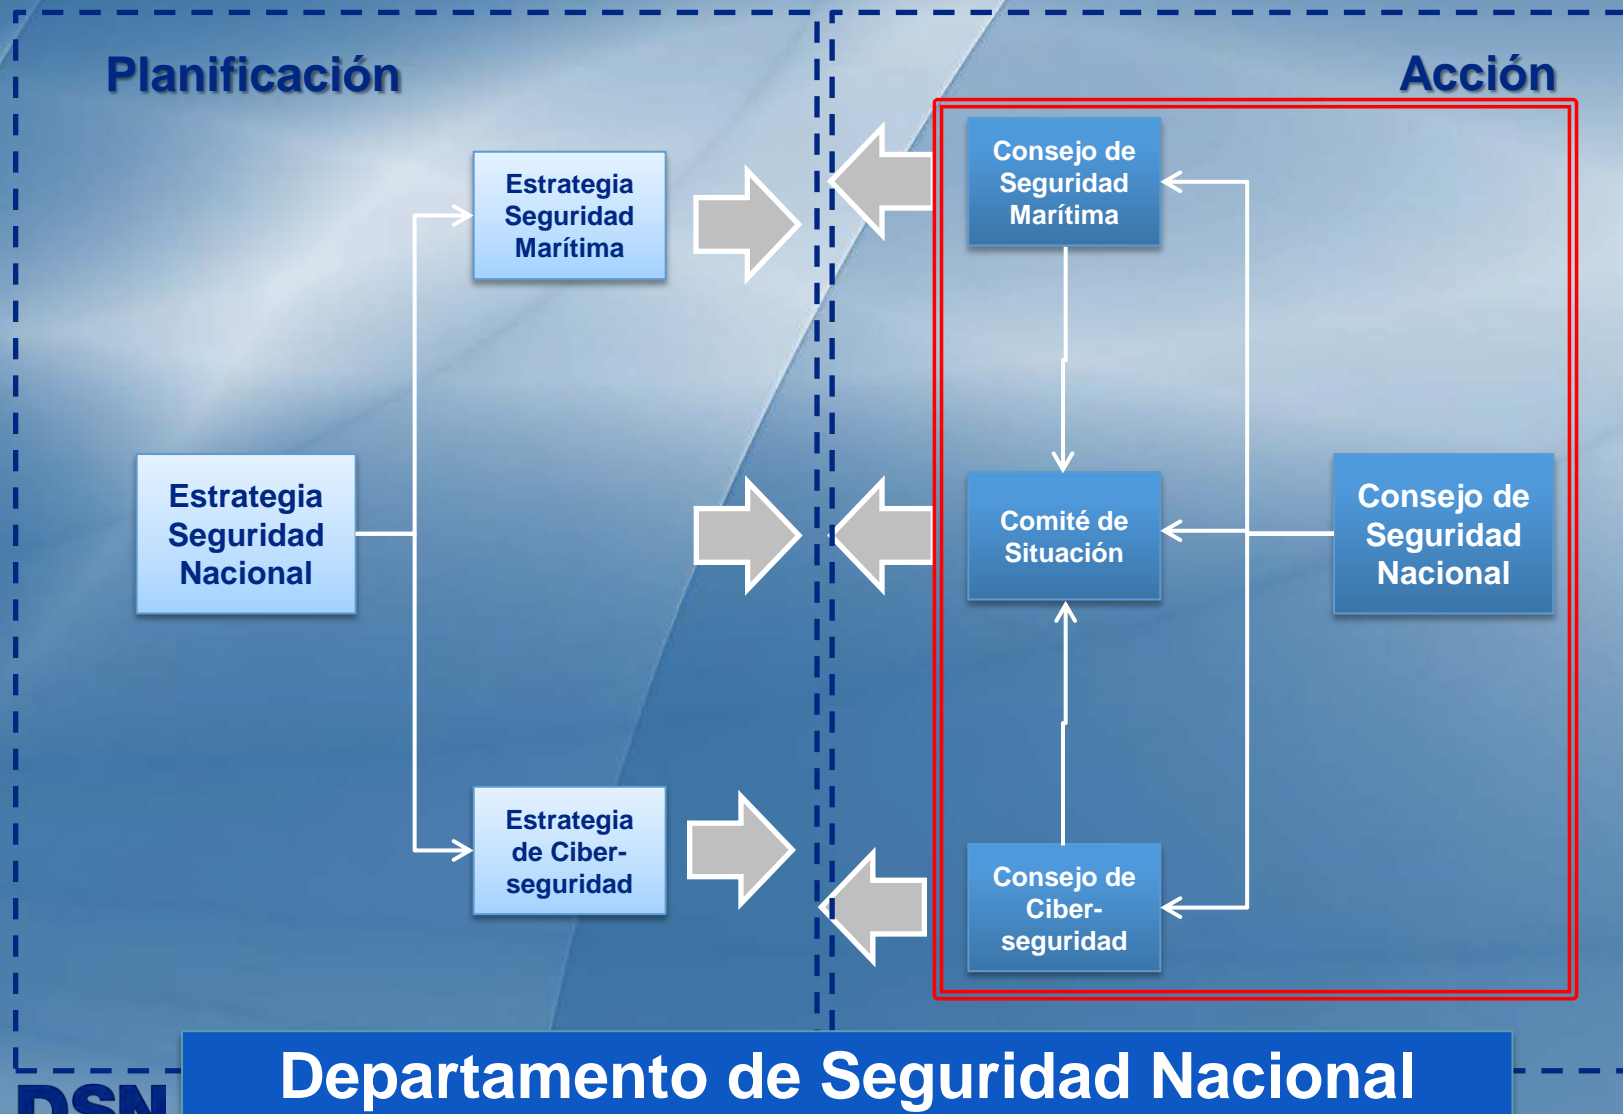 Planificación
Acción
Estrategia
Seguridad
Marítima
Consejo de
Seguridad
Marítima
Estrategia
Seguridad
Nacional
Comité de
Situación
Consejo de
Seguridad
Nacional
Estrategia
de Ciber-
seguridad
Consejo de
Ciber-
seguridad
Departamento de Seguridad Nacional
DSN